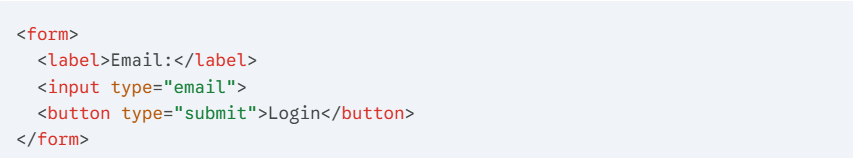 <form>
  <label>Email:</label>
  <input type="email">
  <button type="submit">Login</button>
</form>